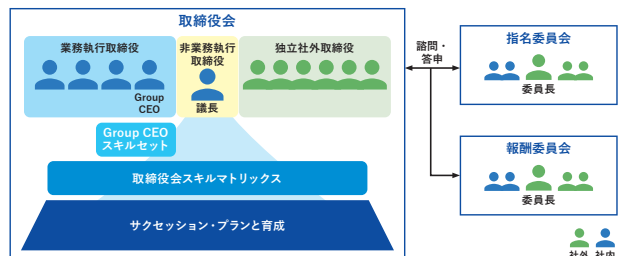 取締役会
業務執行取締役
非業務執行
取締役
独立社外取締役
Group
CEO
議長
Group CEO
スキルセット
取締役会スキルマトリックス
サクセッション・プランと育成
諮問・
答申
指名委員会
委員長
報酬委員会
委員長
社外 社内